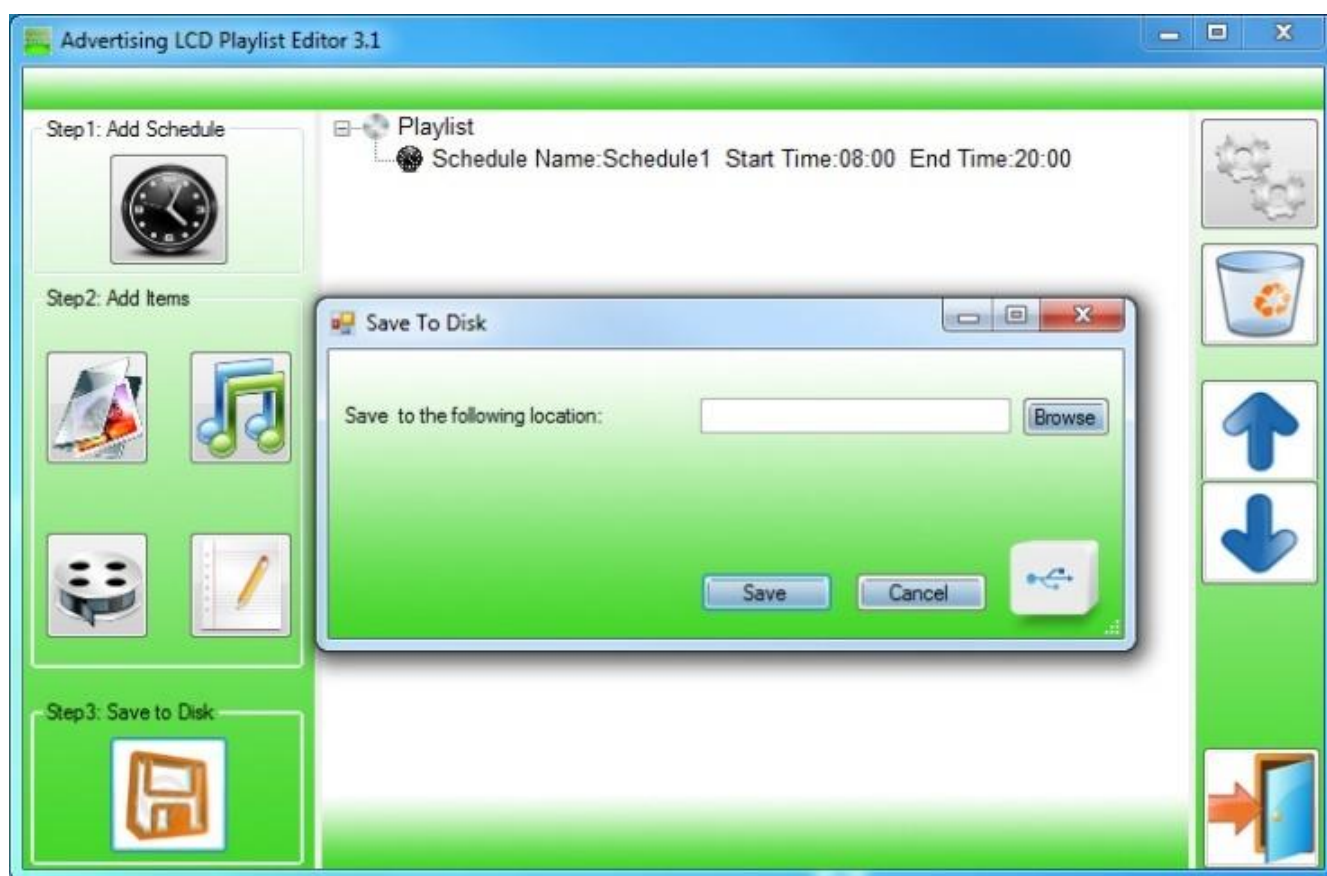 Advertising LCD Playlist Editor 3.1
Step1: Add Schedule
Playlist
Schedule Name:Schedule1 Start Time:08:00 End Time:20:00
Step2: Add Items
Save To Disk
Save to the following location:
Browse
Save
Cancel
Step3: Save to Disk